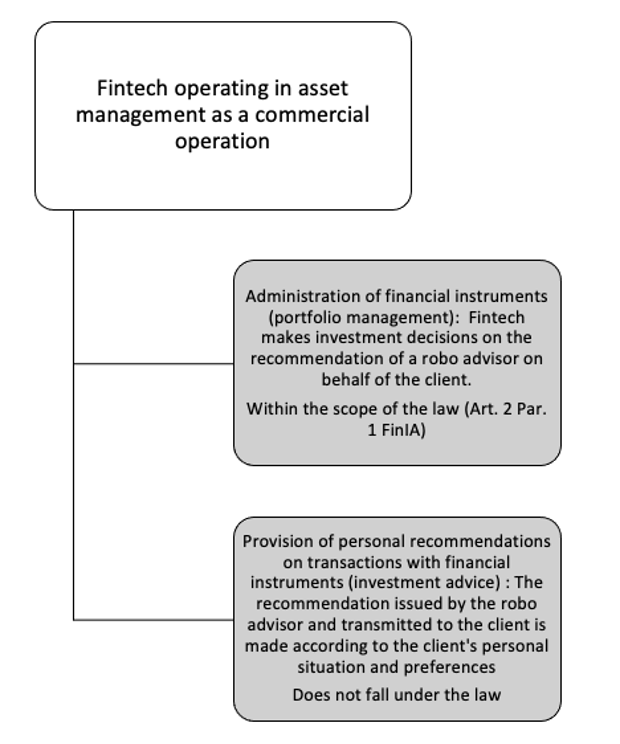 Fintech operating in asset
management as a commercial
operation
Administration of financial instruments
(portfolio management):  Fintech
makes investment decisions on the
recommendation of a robo advisor on
behalf of the client.
Within the scope of the law (Art. 2 Par.
1 FinIA)
Provision of personal recommendations
on transactions with financial
instruments (investment advice) : The
recommendation issued by the robo
advisor and transmitted to the client is
made according to the client's personal
situation and preferences
Does not fall under the law